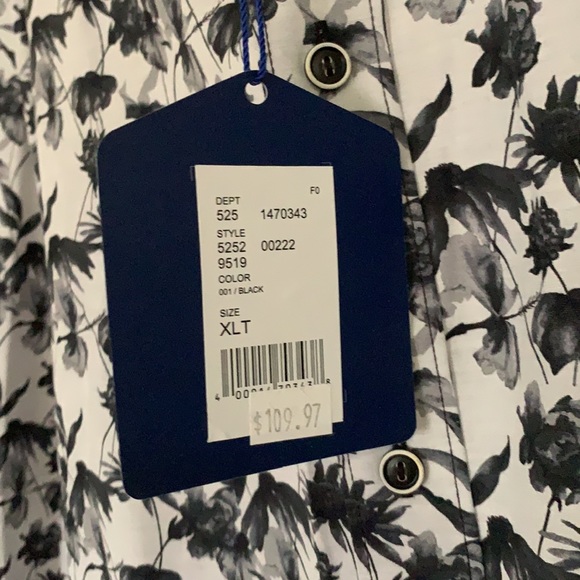 F0
DEPT
525 1470343
STYLE
5252 00222
9519
COLOR
001 / BLACK
SIZE
XLT
$109.97